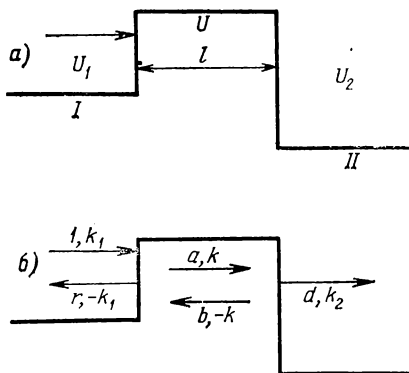 а)
U
U₁
l
U₂
I
II
б)
1, k₁
r, -k₁
a, k
b, -k
d, k₂